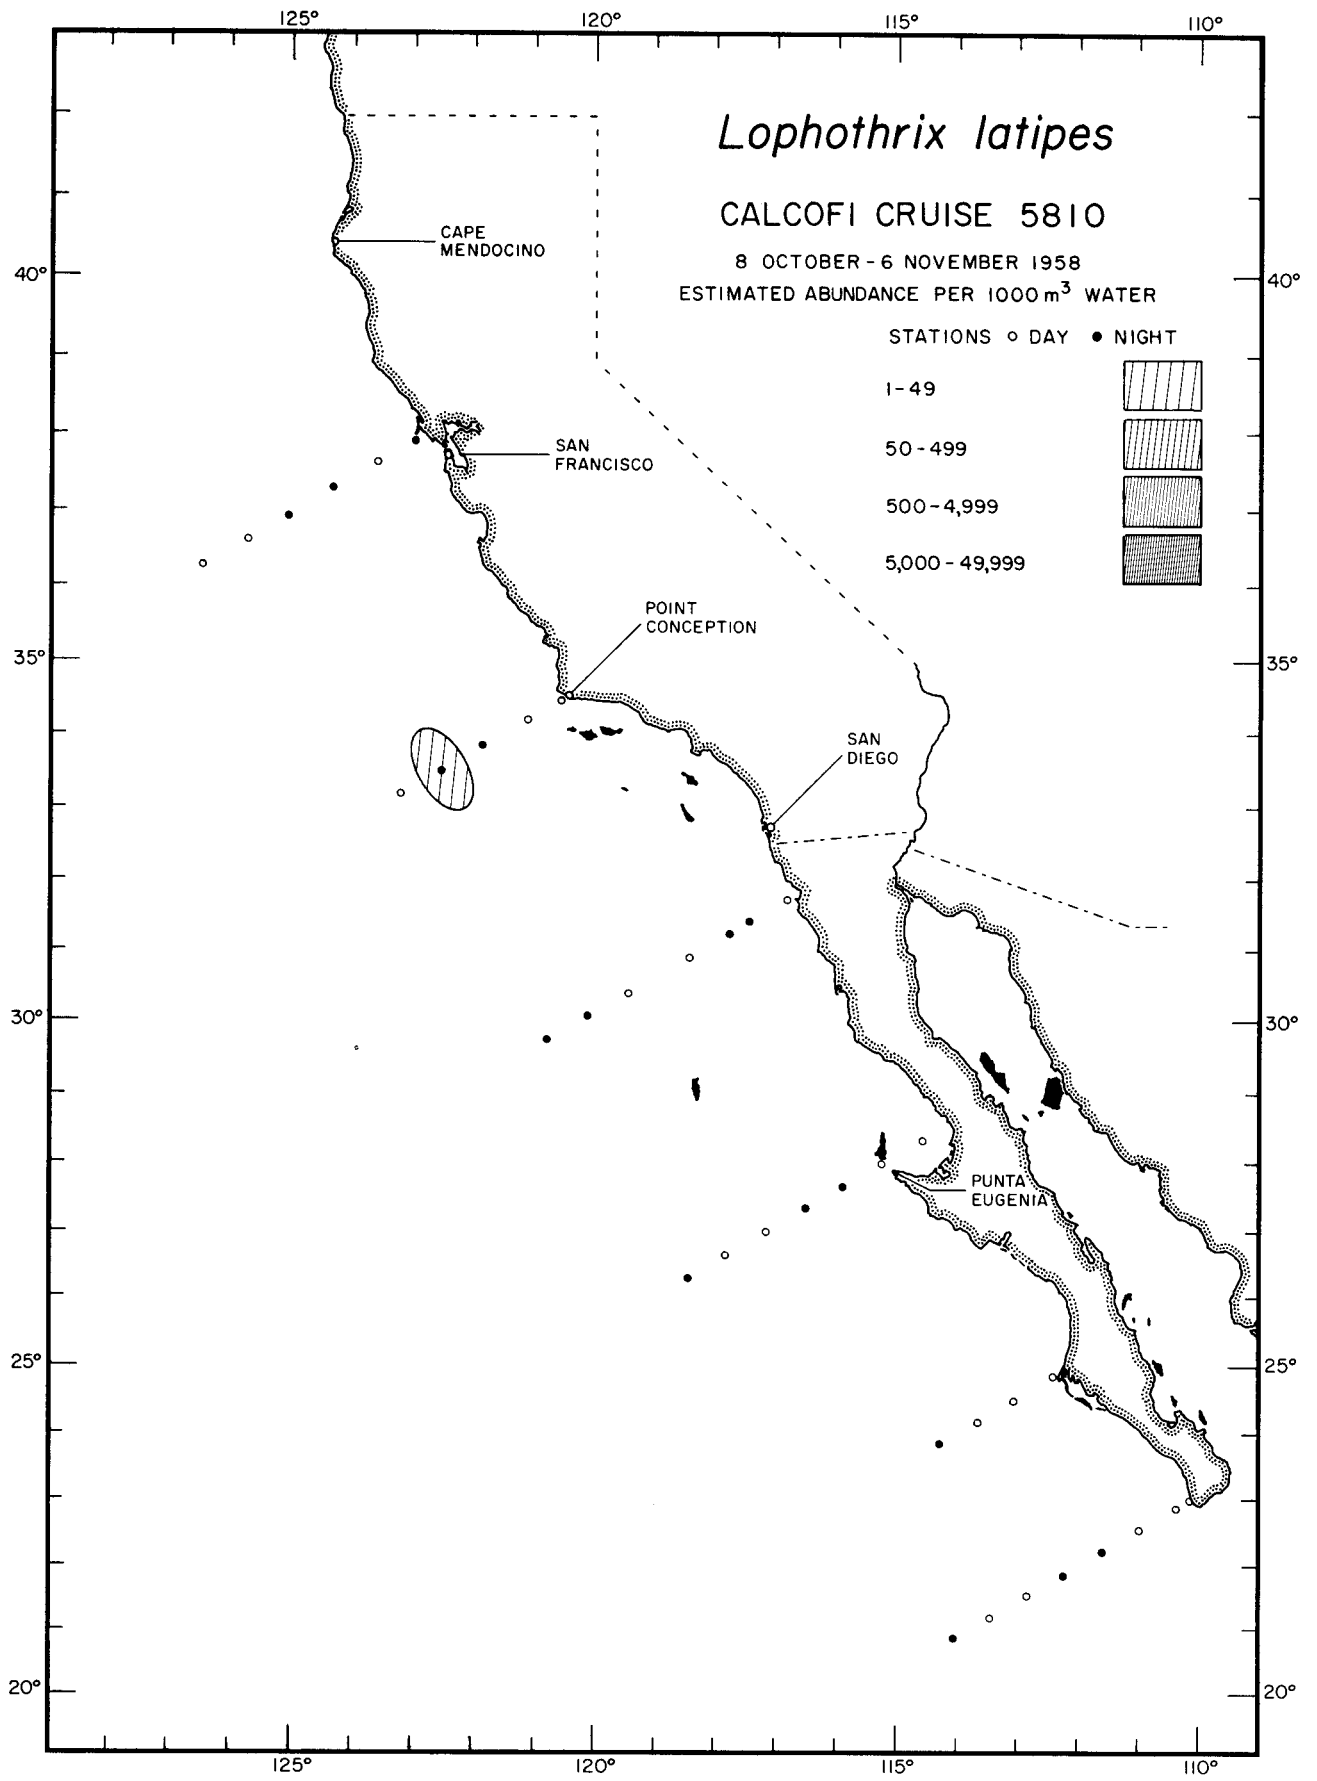 125° 120° 115° 110°
Lophothrix latipes
CALCOFI CRUISE 5810
8 OCTOBER - 6 NOVEMBER 1958
ESTIMATED ABUNDANCE PER 1000 m³ WATER
STATIONS ○ DAY ● NIGHT
1 - 49
50 - 499
500 - 4,999
5,000 - 49,999
CAPE
MENDOCINO
40° 40°
SAN
FRANCISCO
POINT
CONCEPTION
35° 35°
SAN
DIEGO
30° 30°
PUNTA
EUGENIA
25° 25°
20° 20°
125° 120° 115° 110°